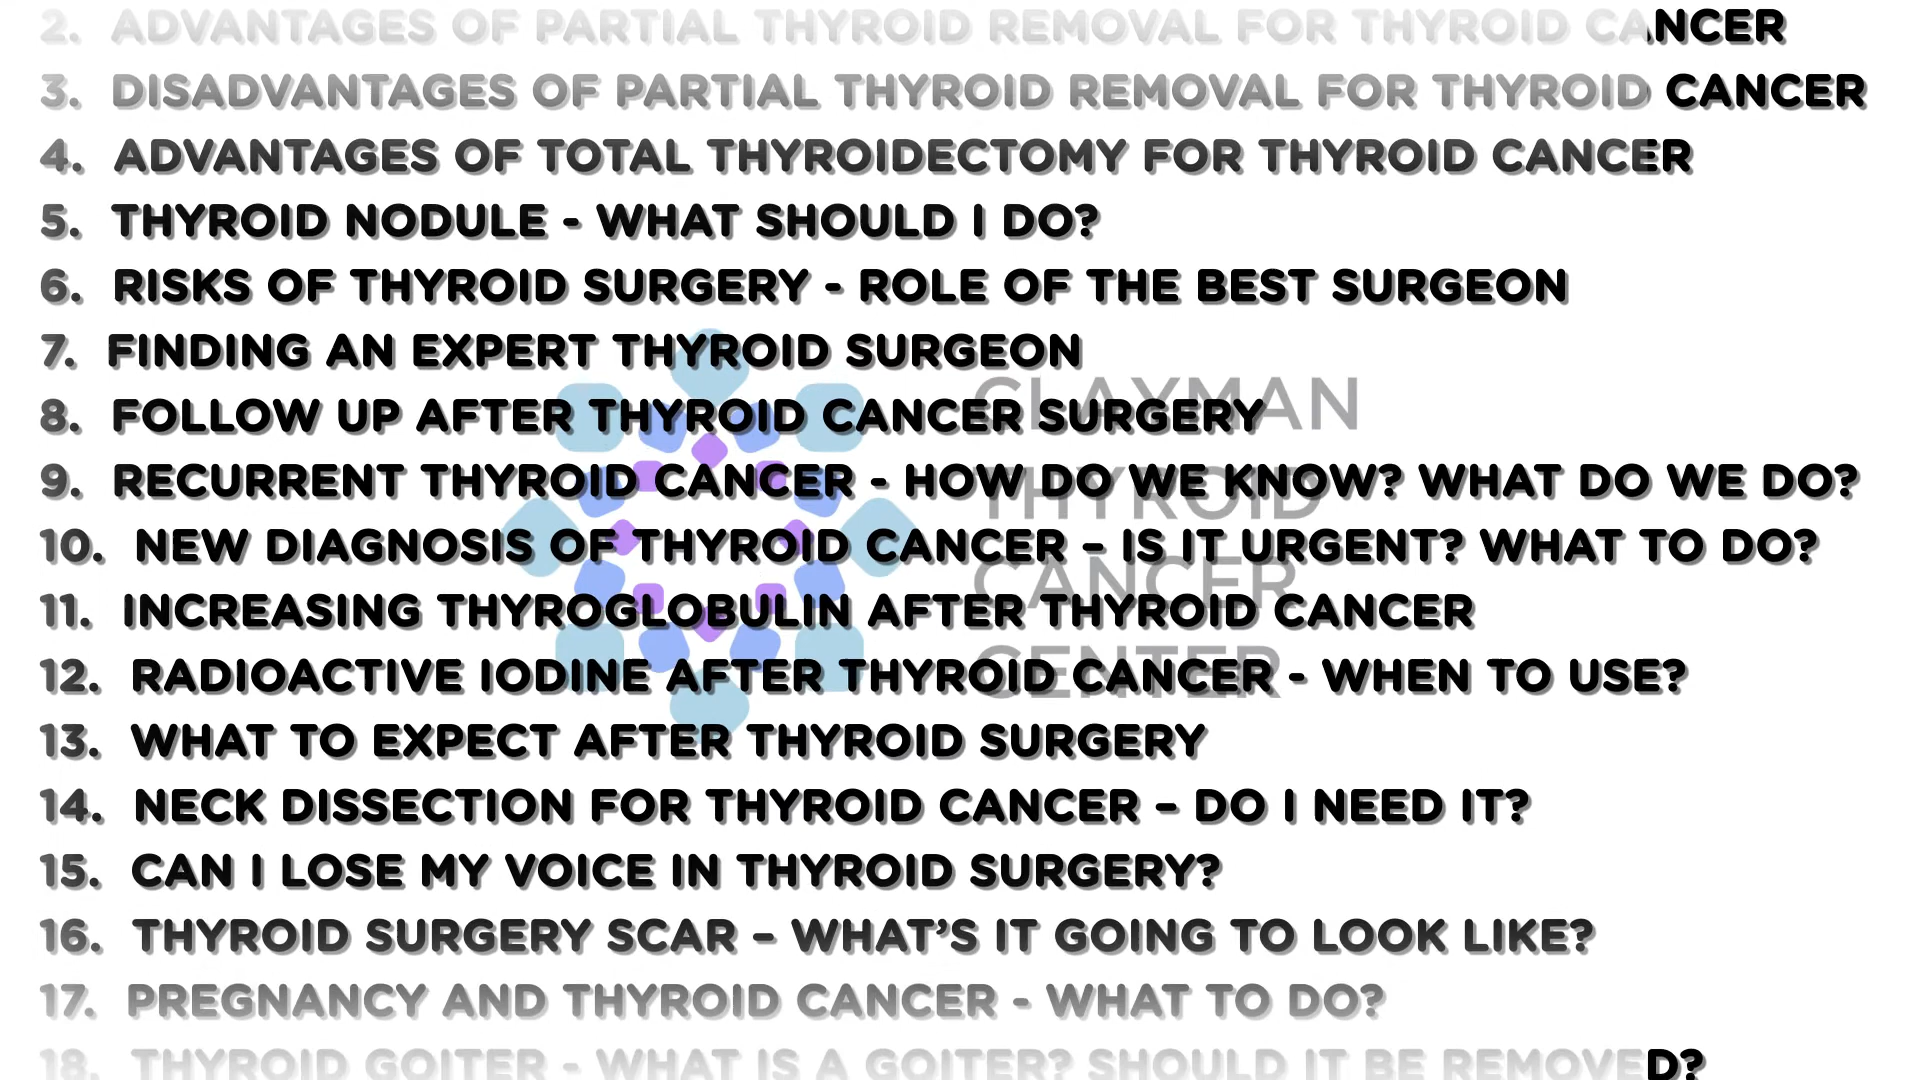 2. ADVANTAGES OF PARTIAL THYROID REMOVAL FOR THYROID CANCER
3. DISADVANTAGES OF PARTIAL THYROID REMOVAL FOR THYROID CANCER
4. ADVANTAGES OF TOTAL THYROIDECTOMY FOR THYROID CANCER
5. THYROID NODULE - WHAT SHOULD I DO?
6. RISKS OF THYROID SURGERY - ROLE OF THE BEST SURGEON
7. FINDING AN EXPERT THYROID SURGEON
8. FOLLOW UP AFTER THYROID CANCER SURGERY
9. RECURRENT THYROID CANCER - HOW DO WE KNOW? WHAT DO WE DO?
10. NEW DIAGNOSIS OF THYROID CANCER – IS IT URGENT? WHAT TO DO?
11. INCREASING THYROGLOBULIN AFTER THYROID CANCER
12. RADIOACTIVE IODINE AFTER THYROID CANCER - WHEN TO USE?
13. WHAT TO EXPECT AFTER THYROID SURGERY
14. NECK DISSECTION FOR THYROID CANCER – DO I NEED IT?
15. CAN I LOSE MY VOICE IN THYROID SURGERY?
16. THYROID SURGERY SCAR – WHAT’S IT GOING TO LOOK LIKE?
17. PREGNANCY AND THYROID CANCER - WHAT TO DO?
18. THYROID GOITER - WHAT IS A GOITER? SHOULD IT BE REMOVED?
CLAYMAN
THYROID
CANCER
CENTER